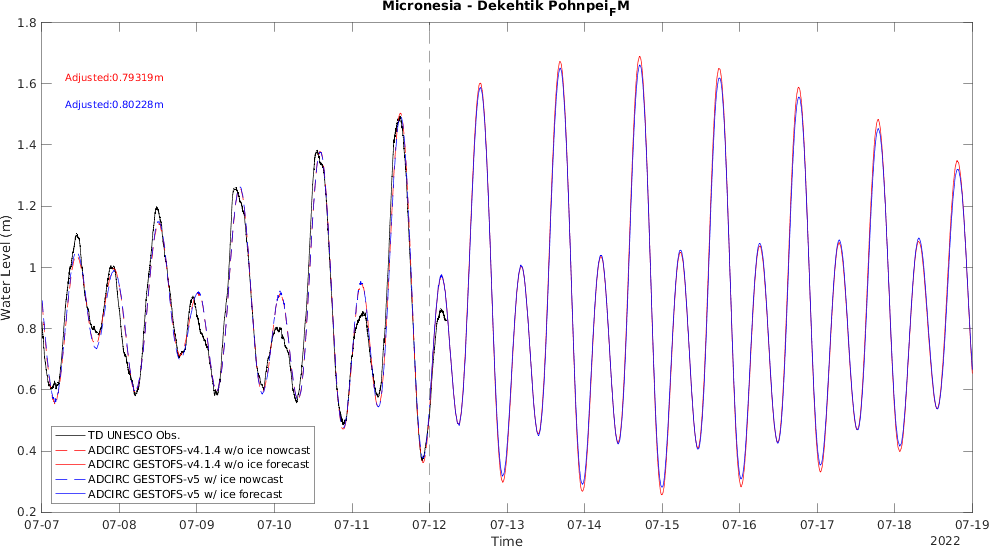 Micronesia - Dekehtik Pohnpei_FM
1.8
1.6
1.4
1.2
1
0.8
0.6
0.4
0.2
Water Level (m)
Adjusted:0.79319m
Adjusted:0.80228m
TD UNESCO Obs.
ADCIRC GESTOFS-v4.1.4 w/o ice nowcast
ADCIRC GESTOFS-v4.1.4 w/o ice forecast
ADCIRC GESTOFS-v5 w/ ice nowcast
ADCIRC GESTOFS-v5 w/ ice forecast
07-07 07-08 07-09 07-10 07-11 07-12 07-13 07-14 07-15 07-16 07-17 07-18 07-19
Time
2022